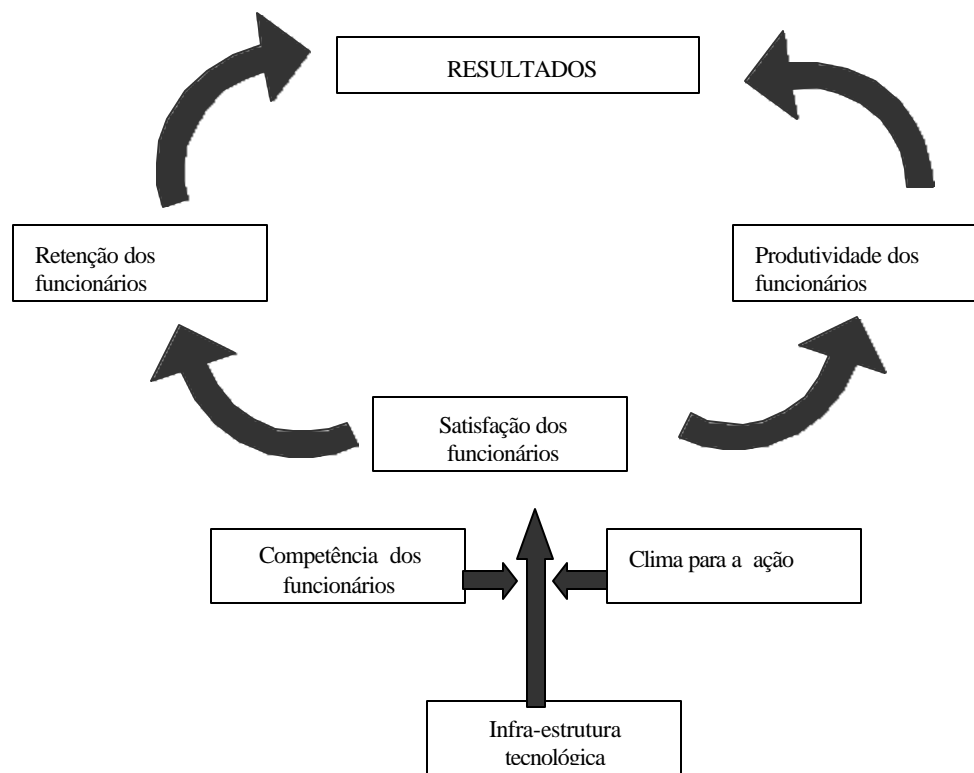 RESULTADOS
Retenção dos
funcionários
Produtividade dos
funcionários
Satisfação dos
funcionários
Competência dos
funcionários
Clima para a ação
Infra-estrutura
tecnológica